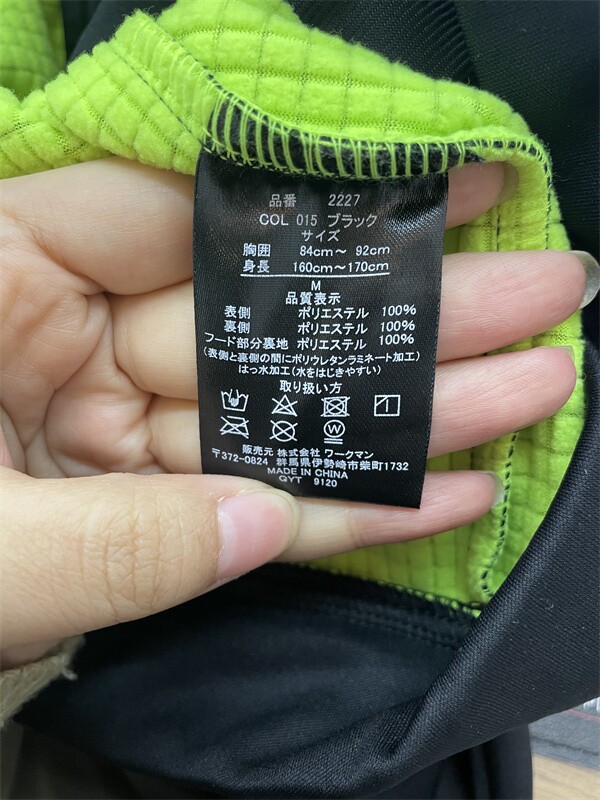 品番 2227
COL 015 ブラック
サイズ
胸囲 84cm～ 92cm
身長 160cm～170cm
M
品質表示
表側 ポリエステル 100%
裏側 ポリエステル 100%
フード部分裏地 ポリエステル 100%
(表側と裏側の間にポリウレタンラミネート加工)
はっ水加工(水をはじきやすい)
取り扱い方
販売元 株式会社 ワークマン
〒372-0824 群馬県伊勢崎市柴町1732
MADE IN CHINA
QYT 9120